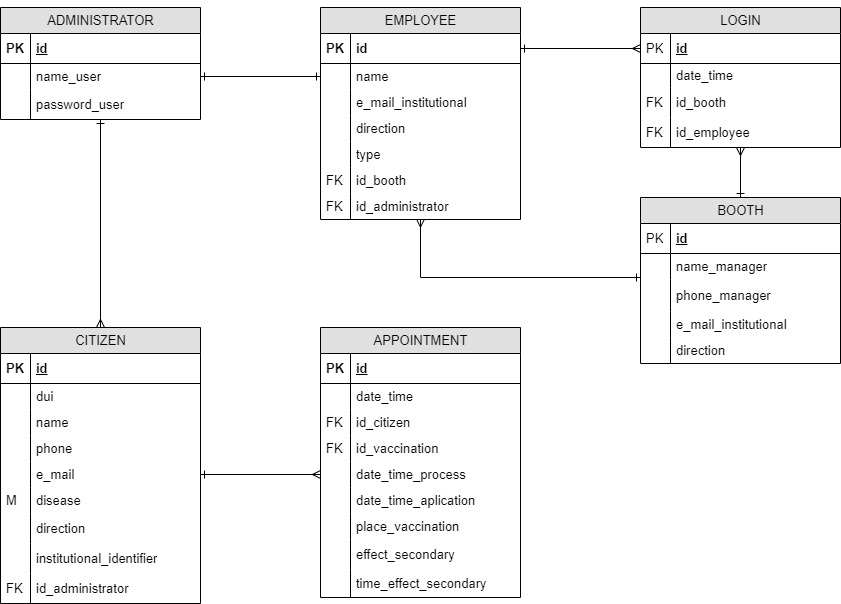 ADMINISTRATOR
PK id
name_user
password_user
EMPLOYEE
PK id
name
e_mail_institutional
direction
type
FK id_booth
FK id_administrator
LOGIN
PK id
date_time
FK id_booth
FK id_employee
BOOTH
PK id
name_manager
phone_manager
e_mail_institutional
direction
CITIZEN
PK id
dui
name
phone
e_mail
M disease
direction
institutional_identifier
FK id_administrator
APPOINTMENT
PK id
date_time
FK id_citizen
FK id_vaccination
date_time_process
date_time_aplication
place_vaccination
effect_secondary
time_effect_secondary